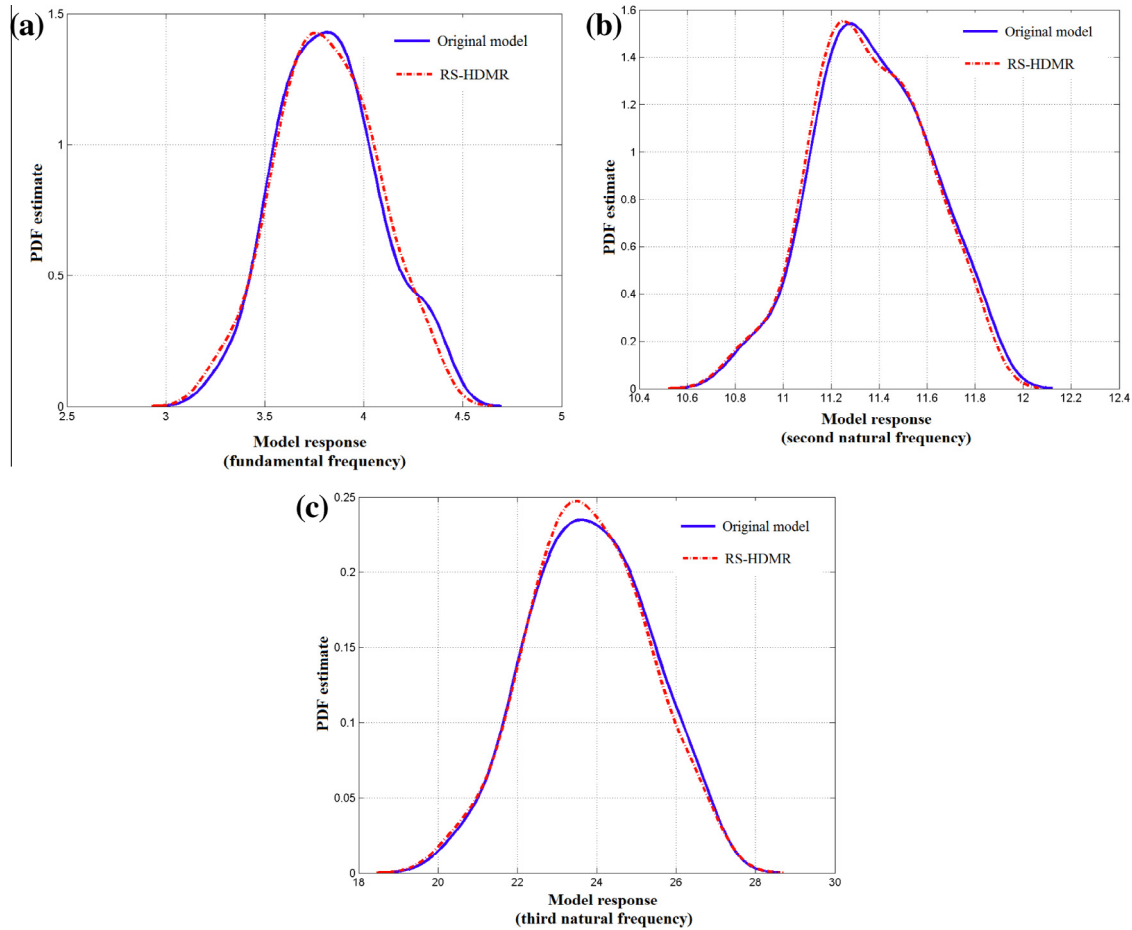 (a)
1.5
1
0.5
0
2.5 3 3.5 4 4.5 5
PDF estimate
Model response
(fundamental frequency)
Original model
RS-HDMR
(b)
1.6
1.4
1.2
1
0.8
0.6
0.4
0.2
0
10.4 10.6 10.8 11 11.2 11.4 11.6 11.8 12 12.2 12.4
PDF estimate
Model response
(second natural frequency)
Original model
RS-HDMR
(c)
0.25
0.2
0.15
0.1
0.05
0
18 20 22 24 26 28 30
PDF estimate
Model response
(third natural frequency)
Original model
RS-HDMR